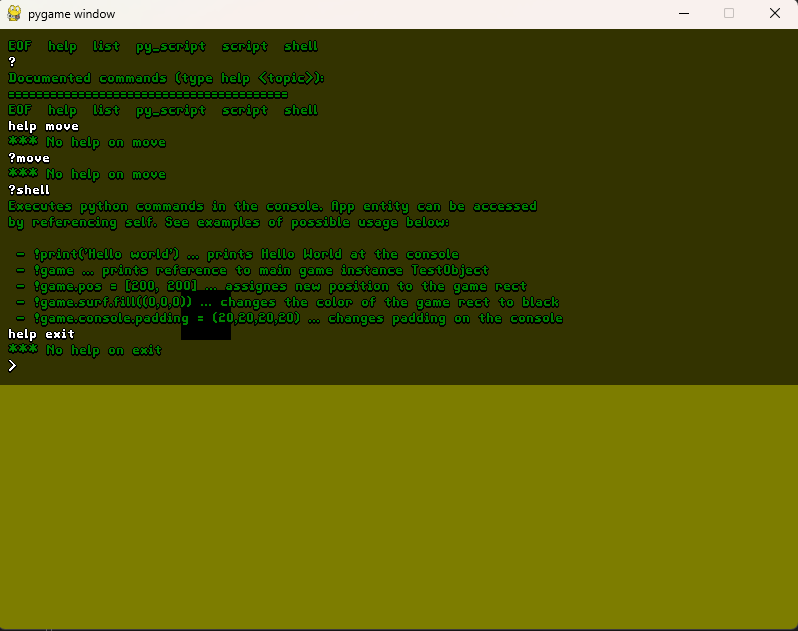 pygame window
EOF help list py_script script shell
?
Documented commands (type help <topic>):
========================================
EOF help list py_script script shell
help move
*** No help on move
?move
*** No help on move
?shell
Executes python commands in the console. App entity can be accessed
by referencing self. See examples of possible usage below:
- !print('Hello world') ... prints Hello World at the console
- !game ... prints reference to main game instance TestObject
- !game.pos = [200, 200] ... assignes new position to the game rect
- !game.surf.fill((0,0,0)) ... changes the color of the game rect to black
- !game.console.padding = (20,20,20,20) ... changes padding on the console
help exit
*** No help on exit
>